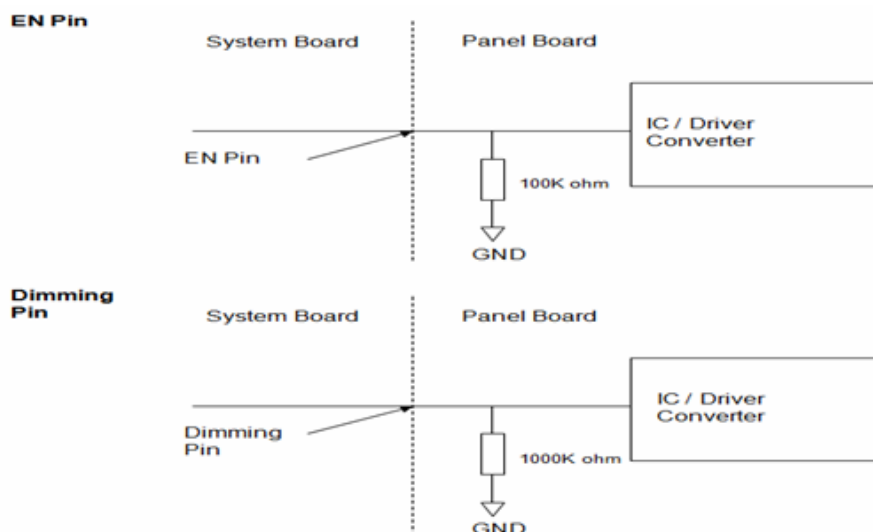 EN Pin
System Board
Panel Board
IC / Driver
Converter
EN Pin
100K ohm
GND
Dimming
Pin
System Board
Panel Board
IC / Driver
Converter
Dimming
Pin
1000K ohm
GND